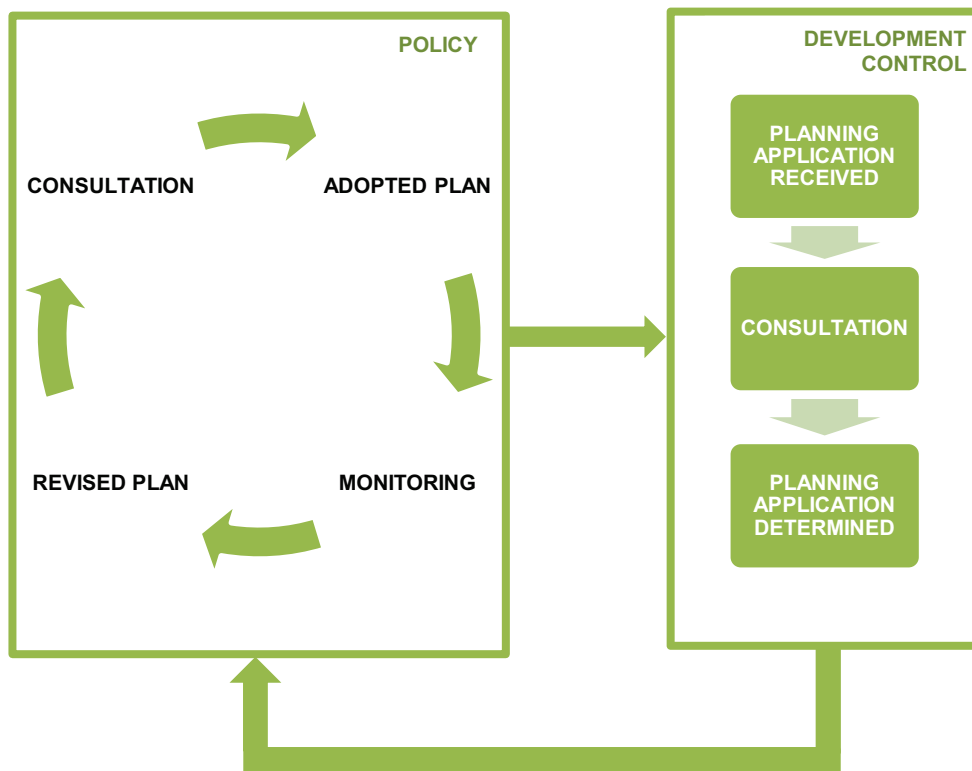 POLICY
CONSULTATION
ADOPTED PLAN
REVISED PLAN
MONITORING
DEVELOPMENT
CONTROL
PLANNING
APPLICATION
RECEIVED
CONSULTATION
PLANNING
APPLICATION
DETERMINED